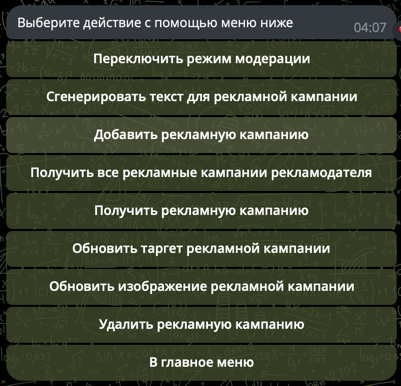 Выберите действие с помощью меню ниже
04:07
Переключить режим модерации
Сгенерировать текст для рекламной кампании
Добавить рекламную кампанию
Получить все рекламные кампании рекламодателя
Получить рекламную кампанию
Обновить таргет рекламной кампании
Обновить изображение рекламной кампании
Удалить рекламную кампанию
В главное меню